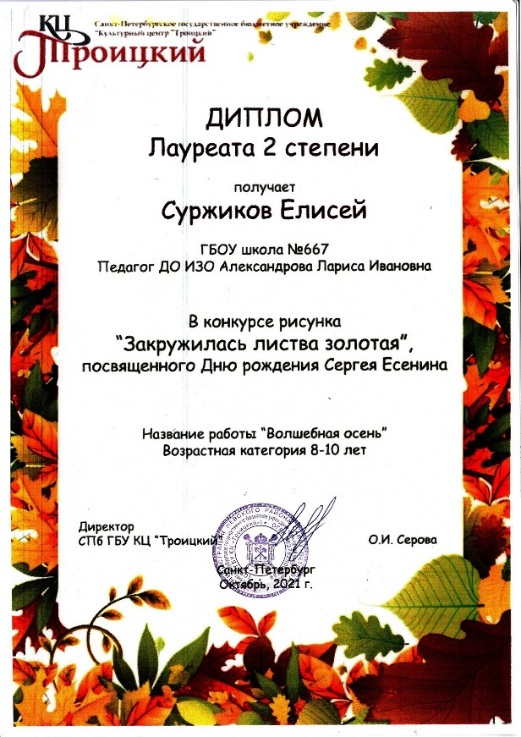 Санкт-Петербургское государственное бюджетное учреждение
"Культурный центр "Троицкий"
КЦ
Троицкий
ДИПЛОМ
Лауреата 2 степени
получает
Суржиков Елисей
ГБОУ школа №667
Педагог ДО ИЗО Александрова Лариса Ивановна
В конкурсе рисунка
"Закружилась листва золотая",
посвященного Дню рождения Сергея Есенина
Название работы "Волшебная осень"
Возрастная категория 8-10 лет
Директор
СПб ГБУ КЦ "Троицкий"
О.И. Серова
Санкт-Петербург
Октябрь, 2021 г.